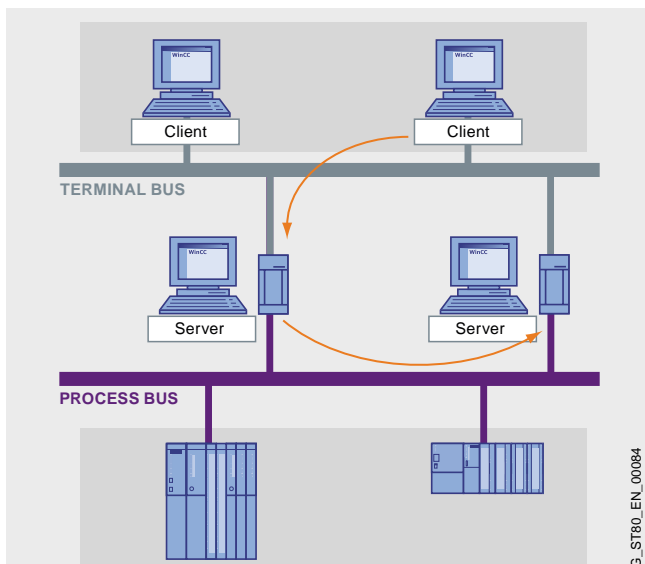 WinCC
WinCC
Client
Client
TERMINAL BUS
WinCC
WinCC
Server
Server
PROCESS BUS
G_ST80_EN_00084